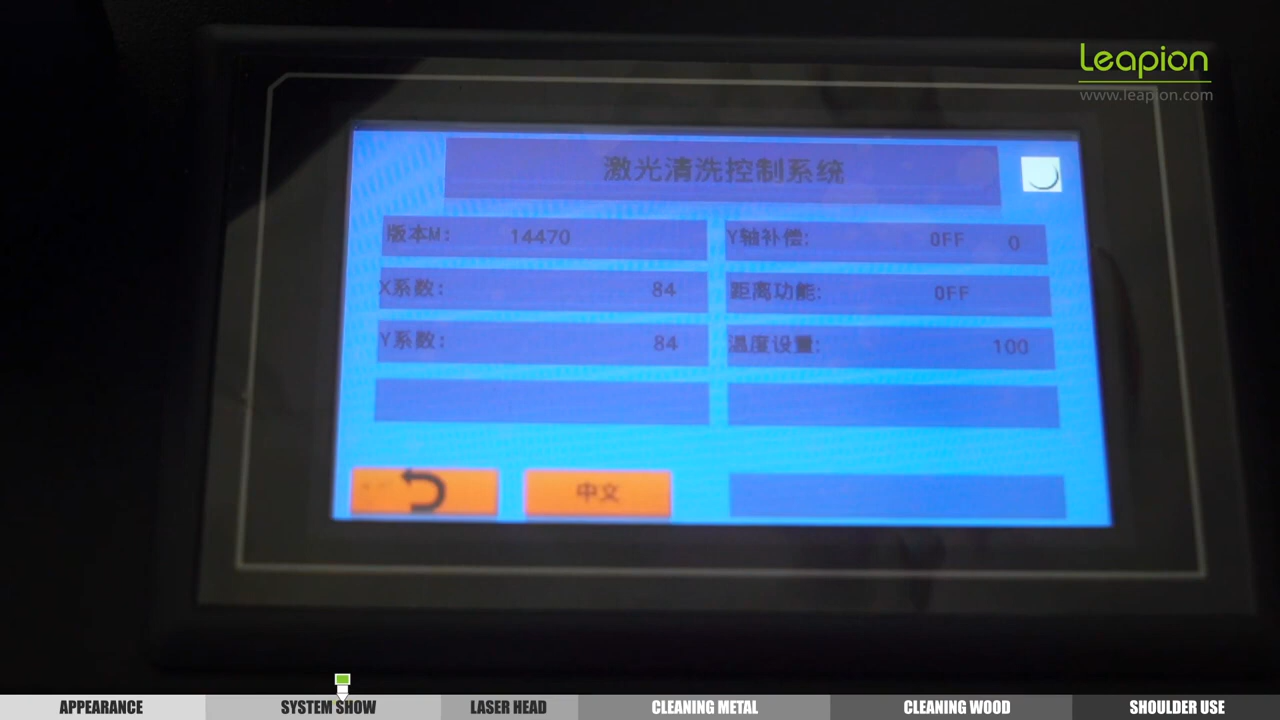 Leapion
www.leapion.com
激光清洗控制系统
版本M: 14470
Y轴补偿: OFF 0
X系数: 84
距离功能: OFF
Y系数: 84
温度设置: 100
中文
APPEARANCE
SYSTEM SHOW
LASER HEAD
CLEANING METAL
CLEANING WOOD
SHOULDER USE